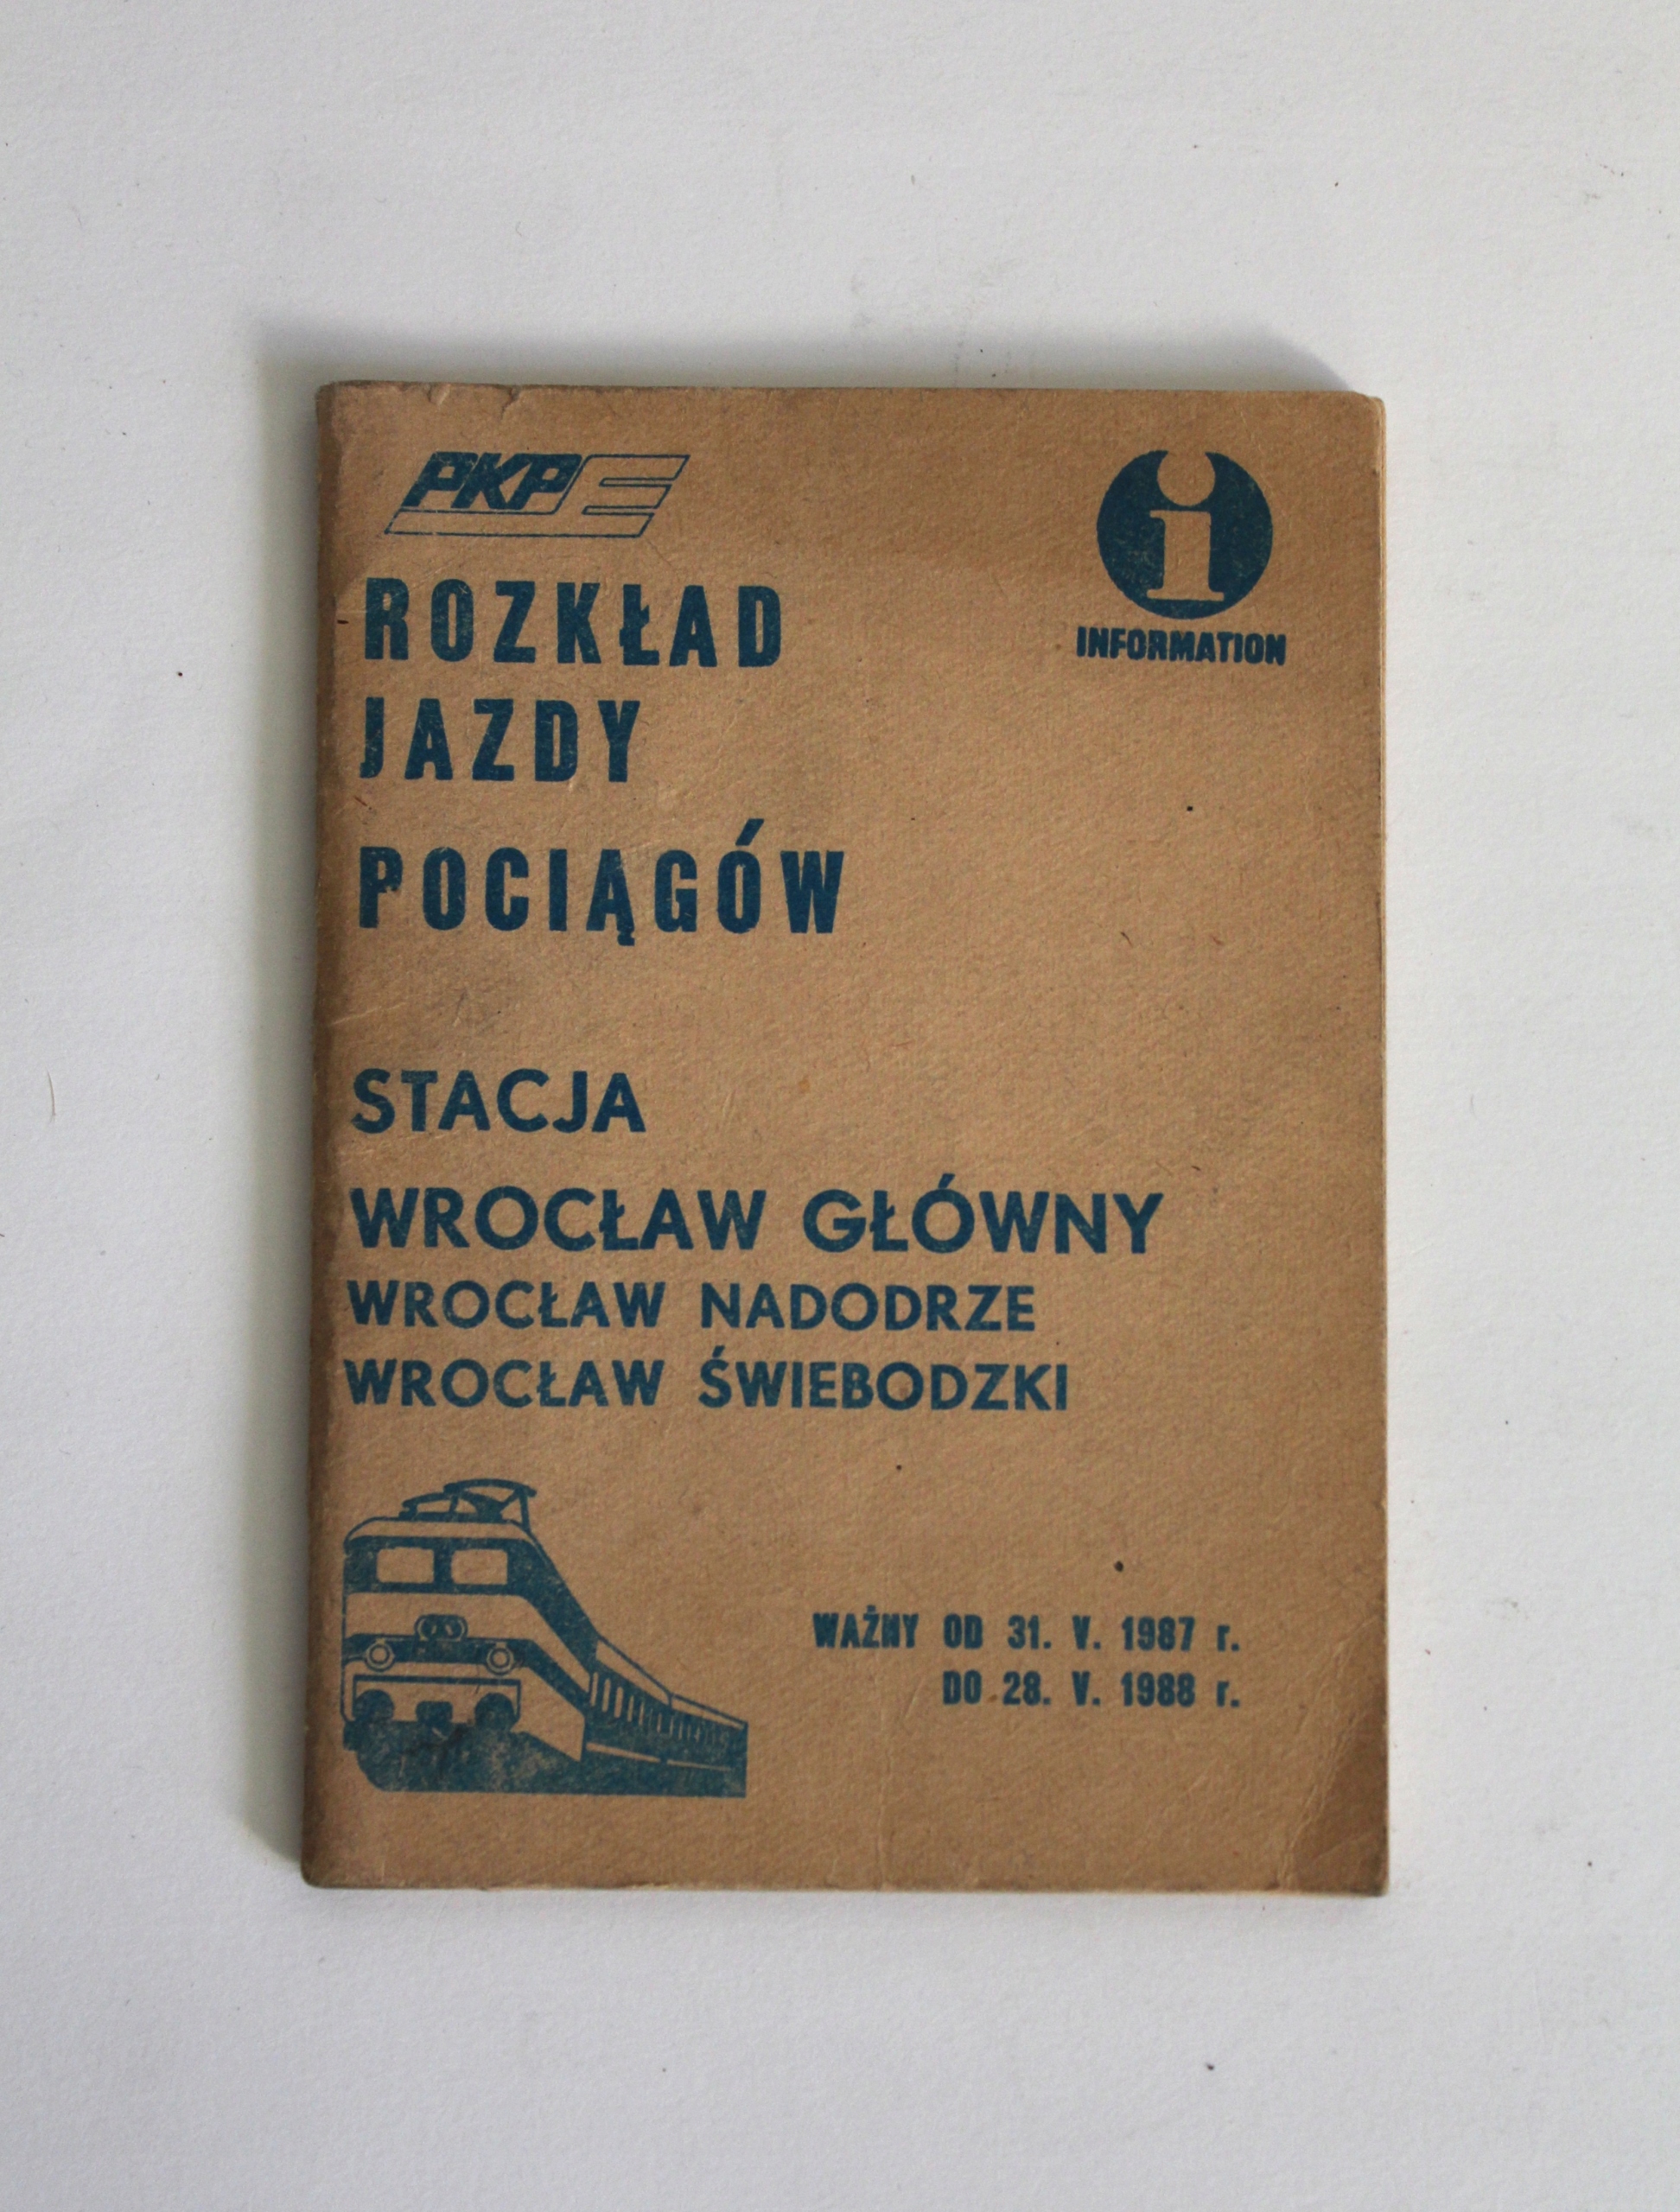 PKP
i
INFORMATION
ROZKŁAD
JAZDY
POCIĄGÓW
STACJA
WROCŁAW GŁÓWNY
WROCŁAW NADODRZE
WROCŁAW ŚWIEBODZKI
WAŻNY OD 31. V. 1987 r.
DO 28. V. 1988 r.